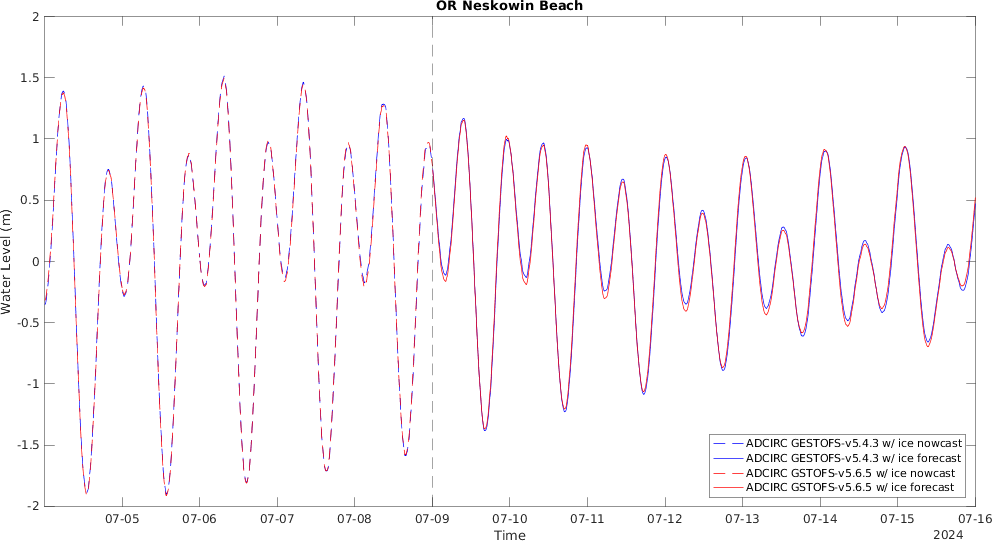 OR Neskowin Beach
2
1.5
1
0.5
0
-0.5
-1
-1.5
-2
Water Level (m)
ADCIRC GESTOFS-v5.4.3 w/ ice nowcast
ADCIRC GESTOFS-v5.4.3 w/ ice forecast
ADCIRC GSTOFS-v5.6.5 w/ ice nowcast
ADCIRC GSTOFS-v5.6.5 w/ ice forecast
07-05 07-06 07-07 07-08 07-09 07-10 07-11 07-12 07-13 07-14 07-15 07-16
Time
2024